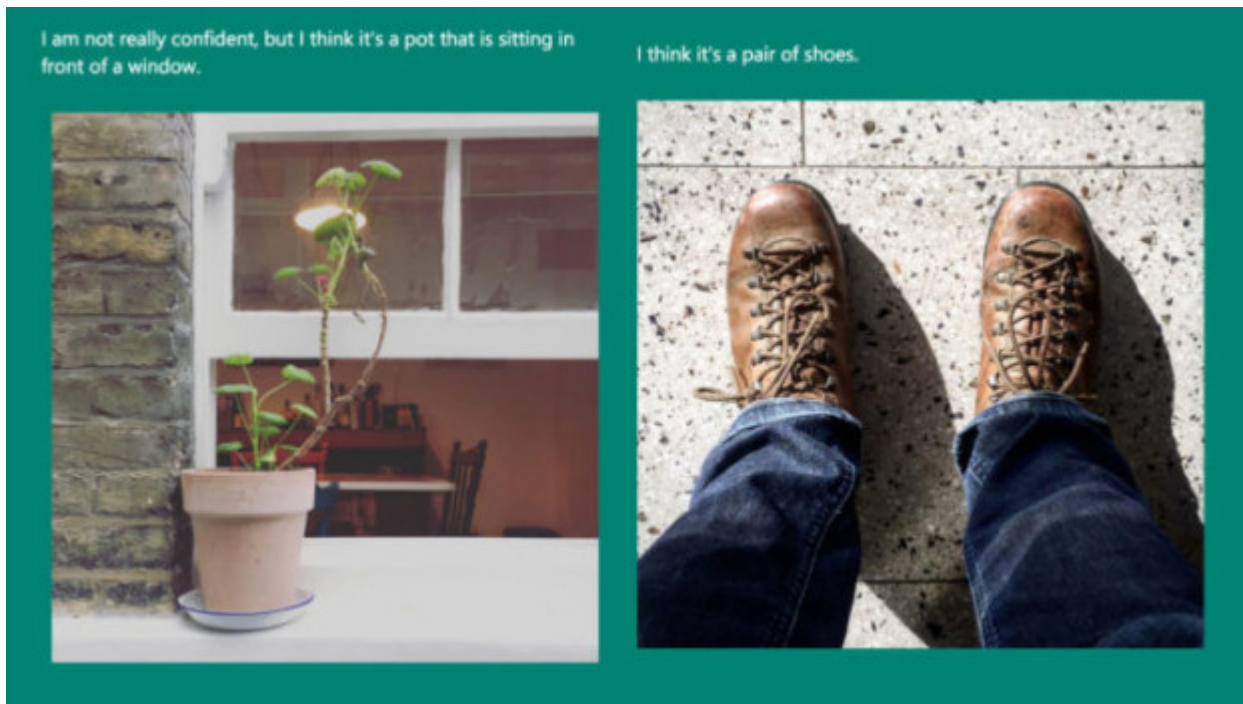 I am not really confident, but I think it's a pot that is sitting in
front of a window.
I think it's a pair of shoes.